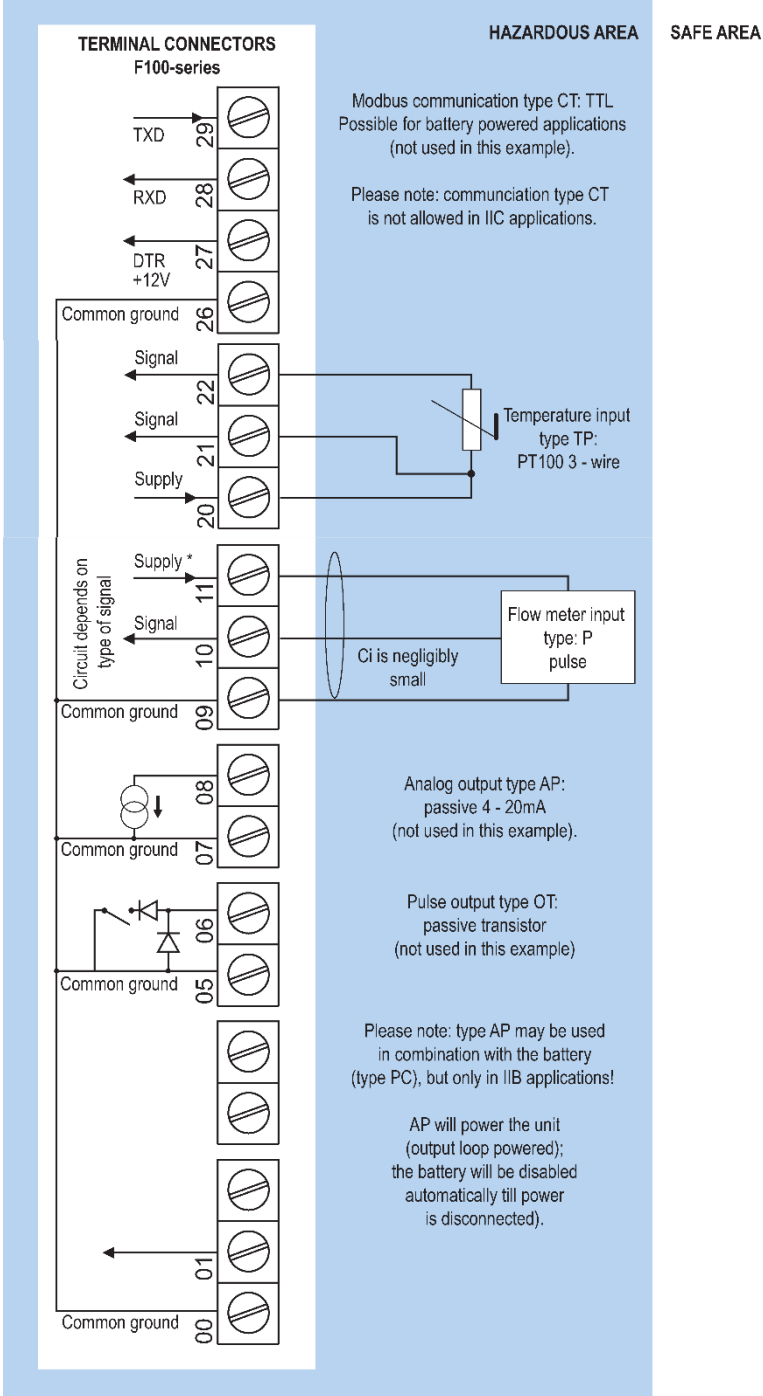 HAZARDOUS AREA
SAFE AREA
TERMINAL CONNECTORS
F100-series
TXD
29
Modbus communication type CT: TTL
Possible for battery powered applications
(not used in this example).
RXD
28
Please note: communciation type CT
is not allowed in IIC applications.
DTR
+12V
27
Common ground
26
Signal
22
Signal
21
Supply
20
Temperature input
type TP:
PT100 3 - wire
Circuit depends on
type of signal
Supply *
11
Signal
10
Common ground
09
Ci is negligibly
small
Flow meter input
type: P
pulse
08
Common ground
07
Analog output type AP:
passive 4 - 20mA
(not used in this example).
06
Common ground
05
Pulse output type OT:
passive transistor
(not used in this example)
Please note: type AP may be used
in combination with the battery
(type PC), but only in IIB applications!
AP will power the unit
(output loop powered);
the battery will be disabled
automatically till power
is disconnected).
01
Common ground
00